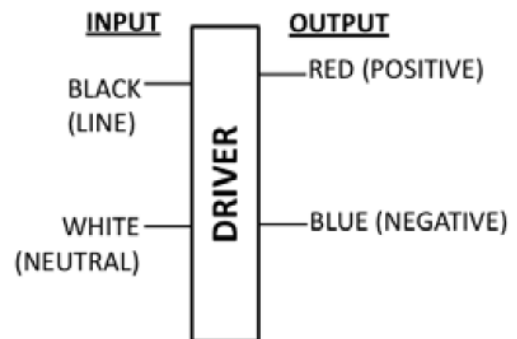 INPUT
OUTPUT
BLACK
(LINE)
RED (POSITIVE)
DRIVER
WHITE
(NEUTRAL)
BLUE (NEGATIVE)